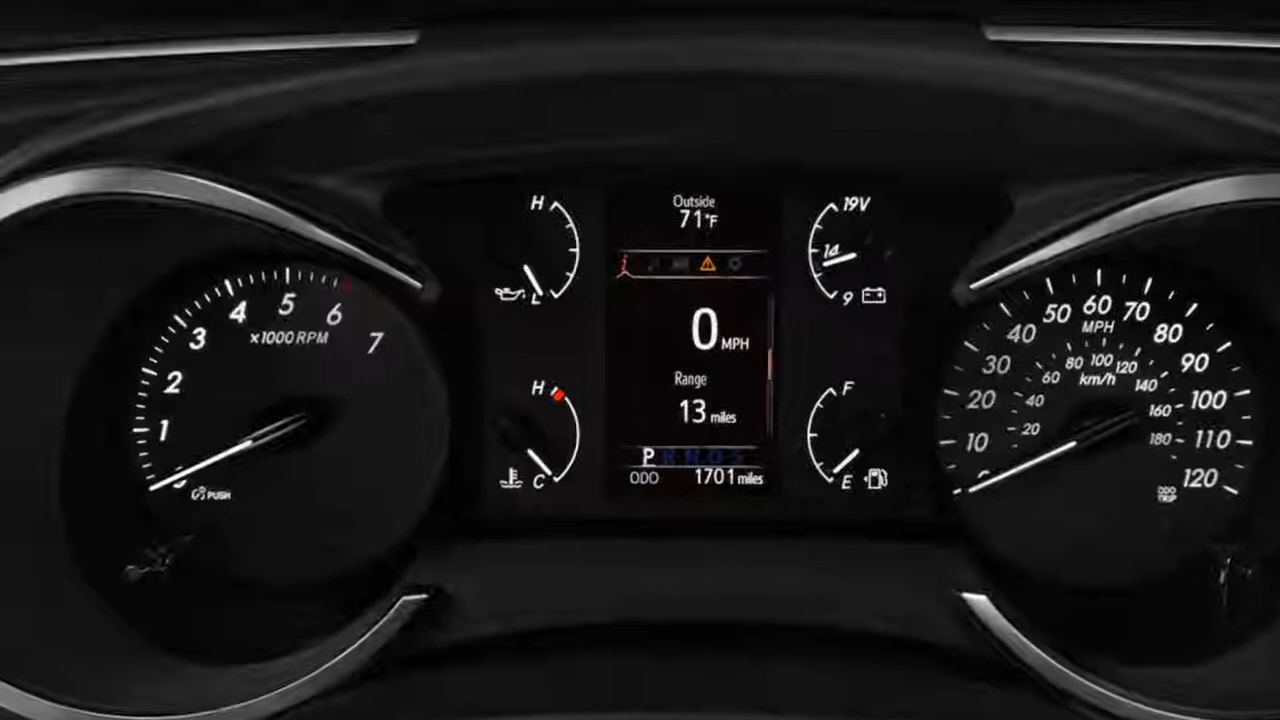 Outside
71°F
0 MPH
Range
13 miles
P R N D S
ODO 1701 miles
H
L
H
C
19V
14
9
F
E
1
2
3
4
5
6
7
x1000 RPM
PUSH
10
20
30
40
50
60
70
80
90
100
110
120
MPH
20
40
60
80
100
120
140
160
180
km/h
ODO
TRIP